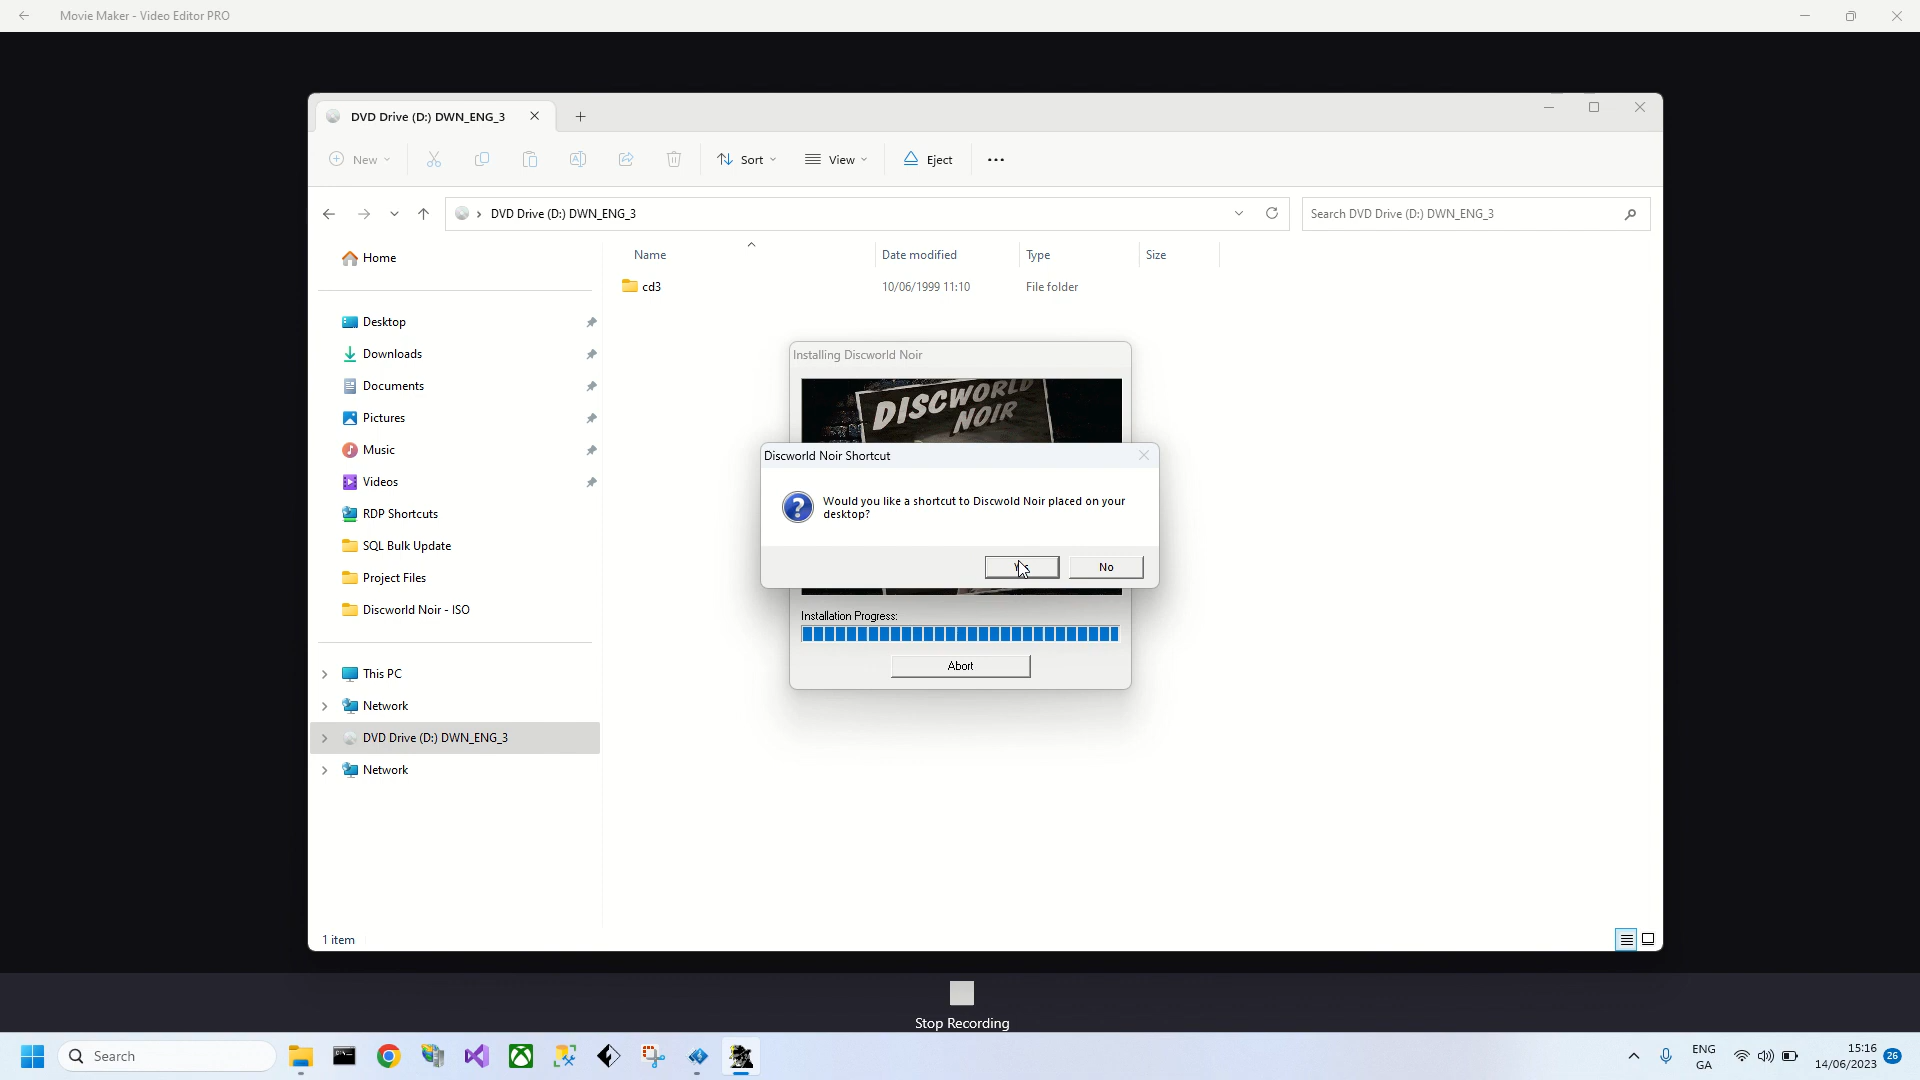 Movie Maker - Video Editor PRO
DVD Drive (D:) DWN_ENG_3
New
Sort
View
Eject
DVD Drive (D:) DWN_ENG_3
Search DVD Drive (D:) DWN_ENG_3
Home
Name
Date modified
Type
Size
cd3
10/06/1999 11:10
File folder
Desktop
Downloads
Documents
Pictures
Music
Videos
RDP Shortcuts
SQL Bulk Update
Project Files
Discworld Noir - ISO
This PC
Network
DVD Drive (D:) DWN_ENG_3
Network
Installing Discworld Noir
DISCWORLD
NOIR
Discworld Noir Shortcut
Would you like a shortcut to Discwold Noir placed on your
desktop?
No
Installation Progress:
Abort
1 item
Stop Recording
Search
ENG
GA
15:16
14/06/2023
26